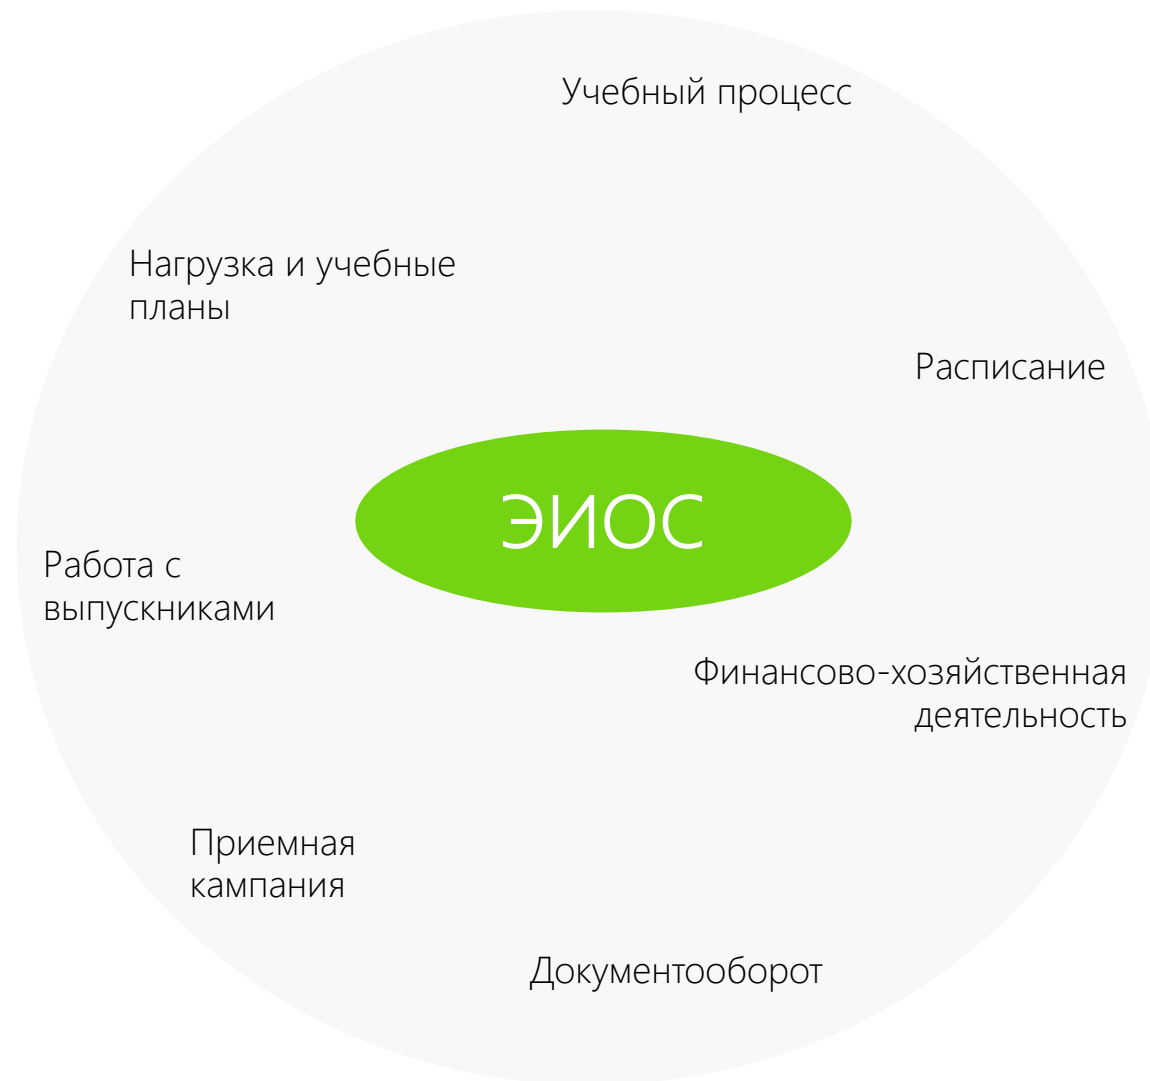 Учебный процесс
Нагрузка и учебные
планы
Расписание
ЭИОС
Работа с
выпускниками
Финансово-хозяйственная
деятельность
Приемная
кампания
Документооборот